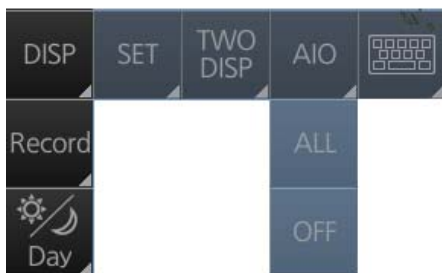 DISP
SET
TWO
DISP
AIO
Record
ALL
Day
OFF